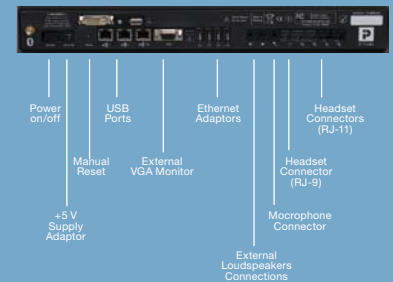 Power
on/off
USB
Ports
Ethernet
Adaptors
Headset
Connectors
(RJ-11)
Manual
Reset
External
VGA Monitor
Headset
Connector
(RJ-9)
+5 V
Supply
Adaptor
Mocrophone
Connector
External
Loudspeakers
Connections